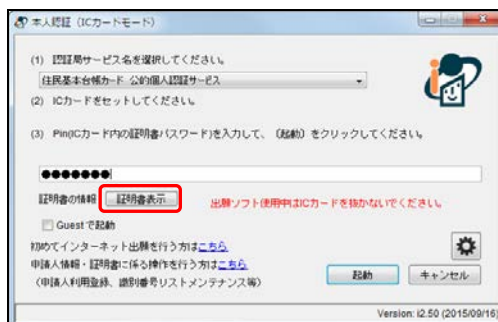 本人認証（ICカードモード）
(1) 認証局サービス名を選択してください。
住民基本台帳カード 公的個人認証サービス
(2) ICカードをセットしてください。
(3) Pin(ICカード内の証明書パスワード)を入力して、（起動）をクリックしてください。
●●●●●●●
証明書の情報 証明書表示 出願ソフト使用中はICカードを抜かないでください。
Guestで起動
初めてインターネット出願を行う方はこちら
申請人情報・証明書に係る操作を行う方はこちら
（申請人利用登録、識別番号リストメンテナンス等）
起動 キャンセル
Version: i2.50 (2015/09/16)